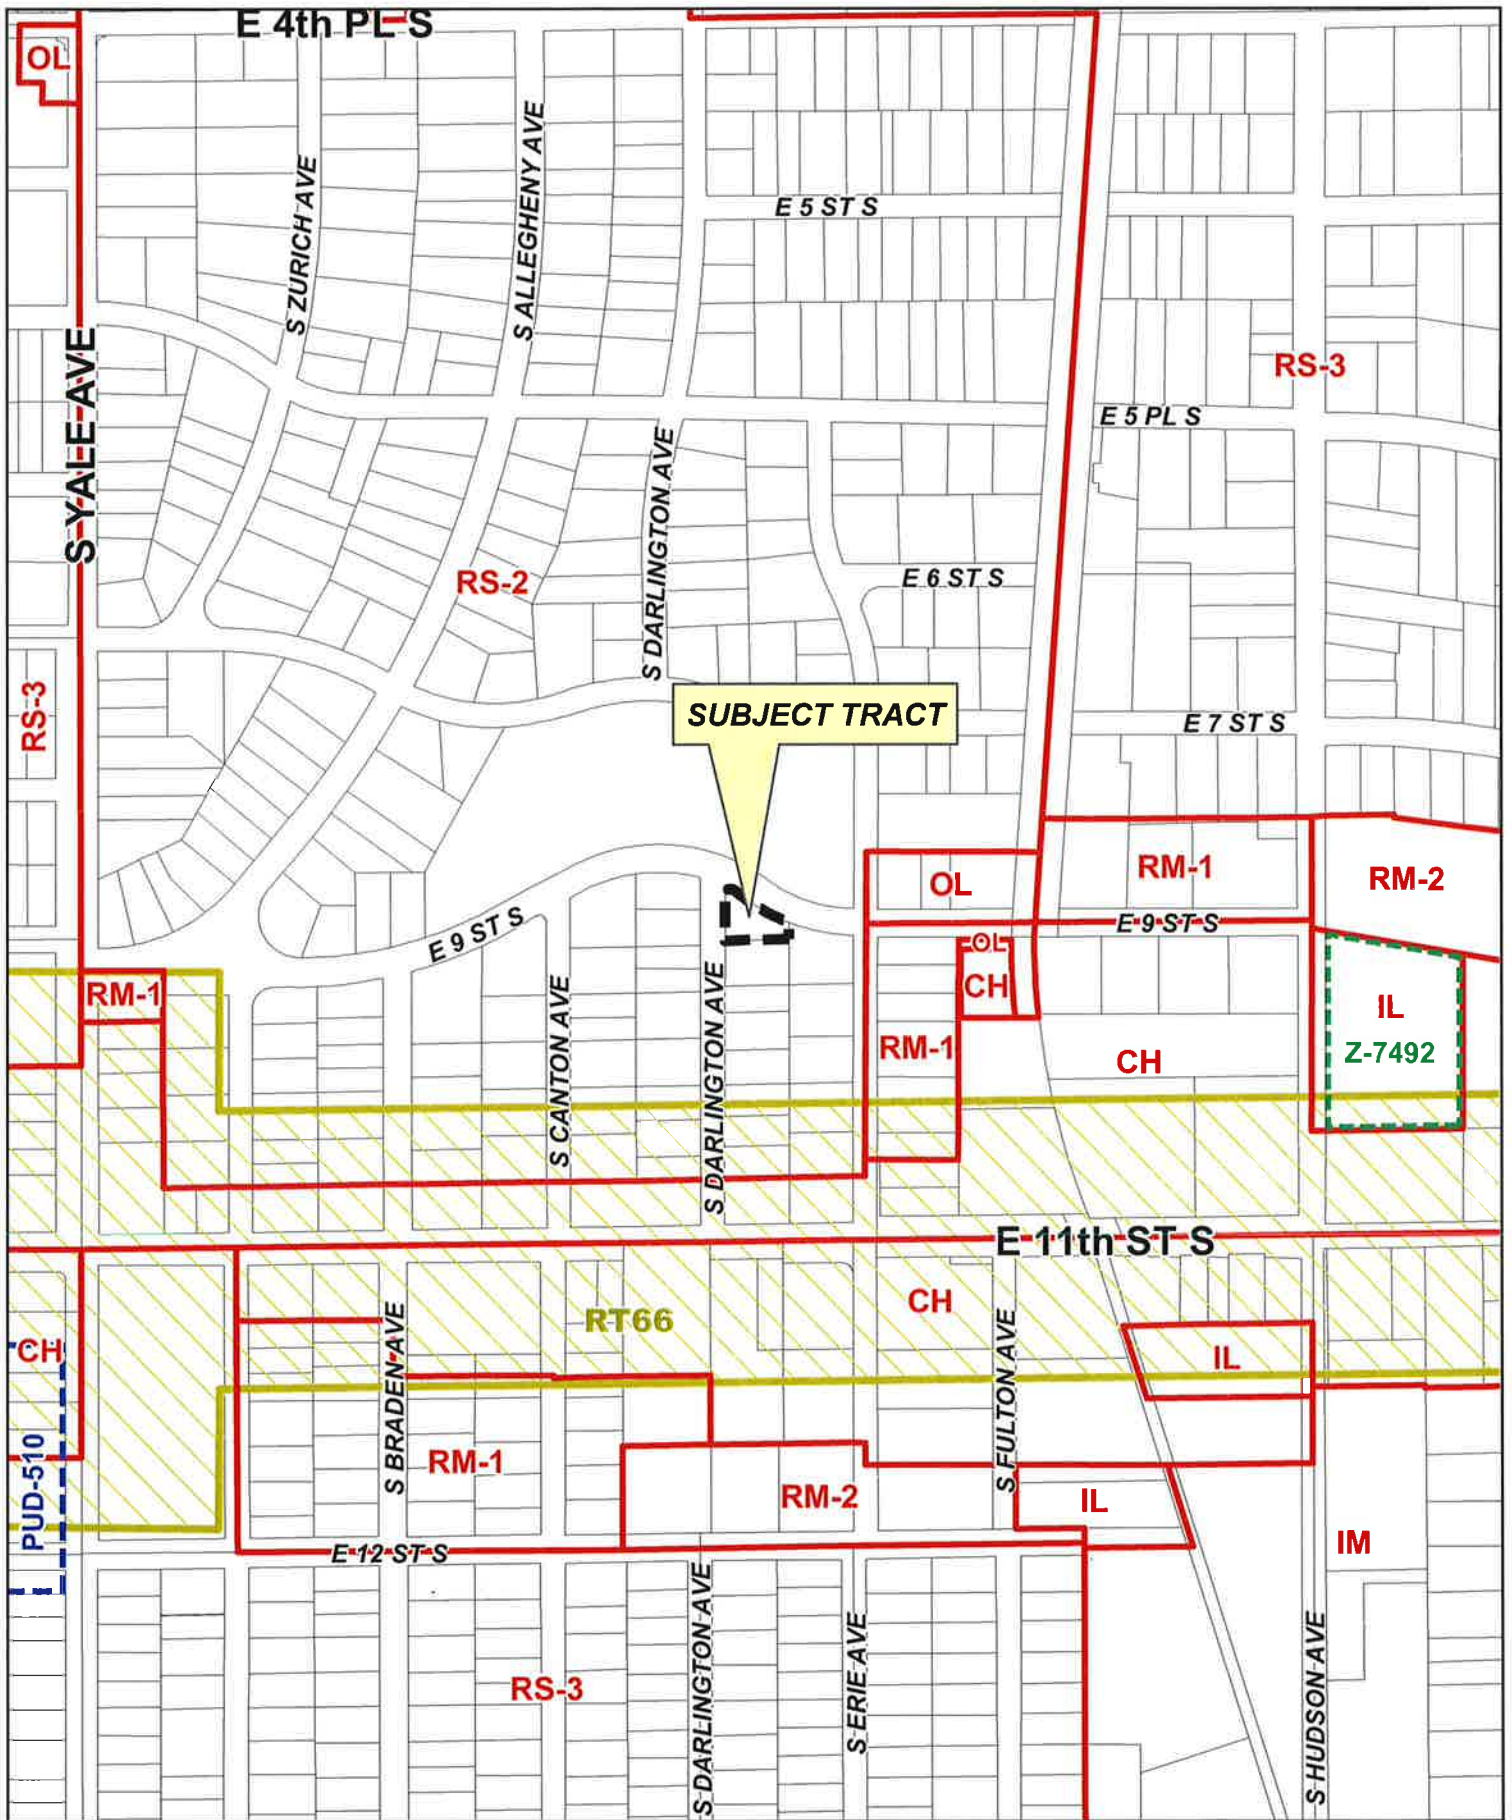 E 4th PL S
OL
S ZURICH AVE
S ALLEGHENY AVE
E 5 ST S
S YALE AVE
RS-3
E 5 PL S
S DARLINGTON AVE
RS-2
E 6 ST S
RS-3
SUBJECT TRACT
E 7 ST S
OL
RM-1
RM-2
E 9 ST S
E 9 ST S
OL
CH
RM-1
IL
Z-7492
S CANTON AVE
S DARLINGTON AVE
RM-1
CH
E 11th ST S
CH
RT66
CH
S BRADEN AVE
S FULTON AVE
IL
PUD-510
RM-1
RM-2
IL
IM
E 12 ST S
S DARLINGTON AVE
S ERIE AVE
S HUDSON AVE
RS-3